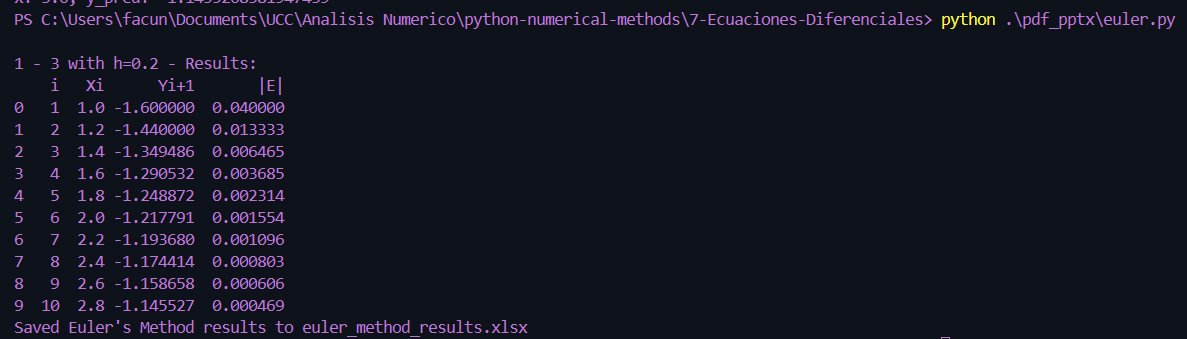 PS C:\Users\facun\Documents\UCC\Analisis Numerico\python-numerical-methods\7-Ecuaciones-Diferenciales> python .\pdf_pptx\euler.py
1 - 3 with h=0.2 - Results:
i Xi Yi+1 |E|
0 1 1.0 -1.600000 0.040000
1 2 1.2 -1.440000 0.013333
2 3 1.4 -1.349486 0.006465
3 4 1.6 -1.290532 0.003685
4 5 1.8 -1.248872 0.002314
5 6 2.0 -1.217791 0.001554
6 7 2.2 -1.193680 0.001096
7 8 2.4 -1.174414 0.000803
8 9 2.6 -1.158658 0.000606
9 10 2.8 -1.145527 0.000469
Saved Euler's Method results to euler_method_results.xlsx